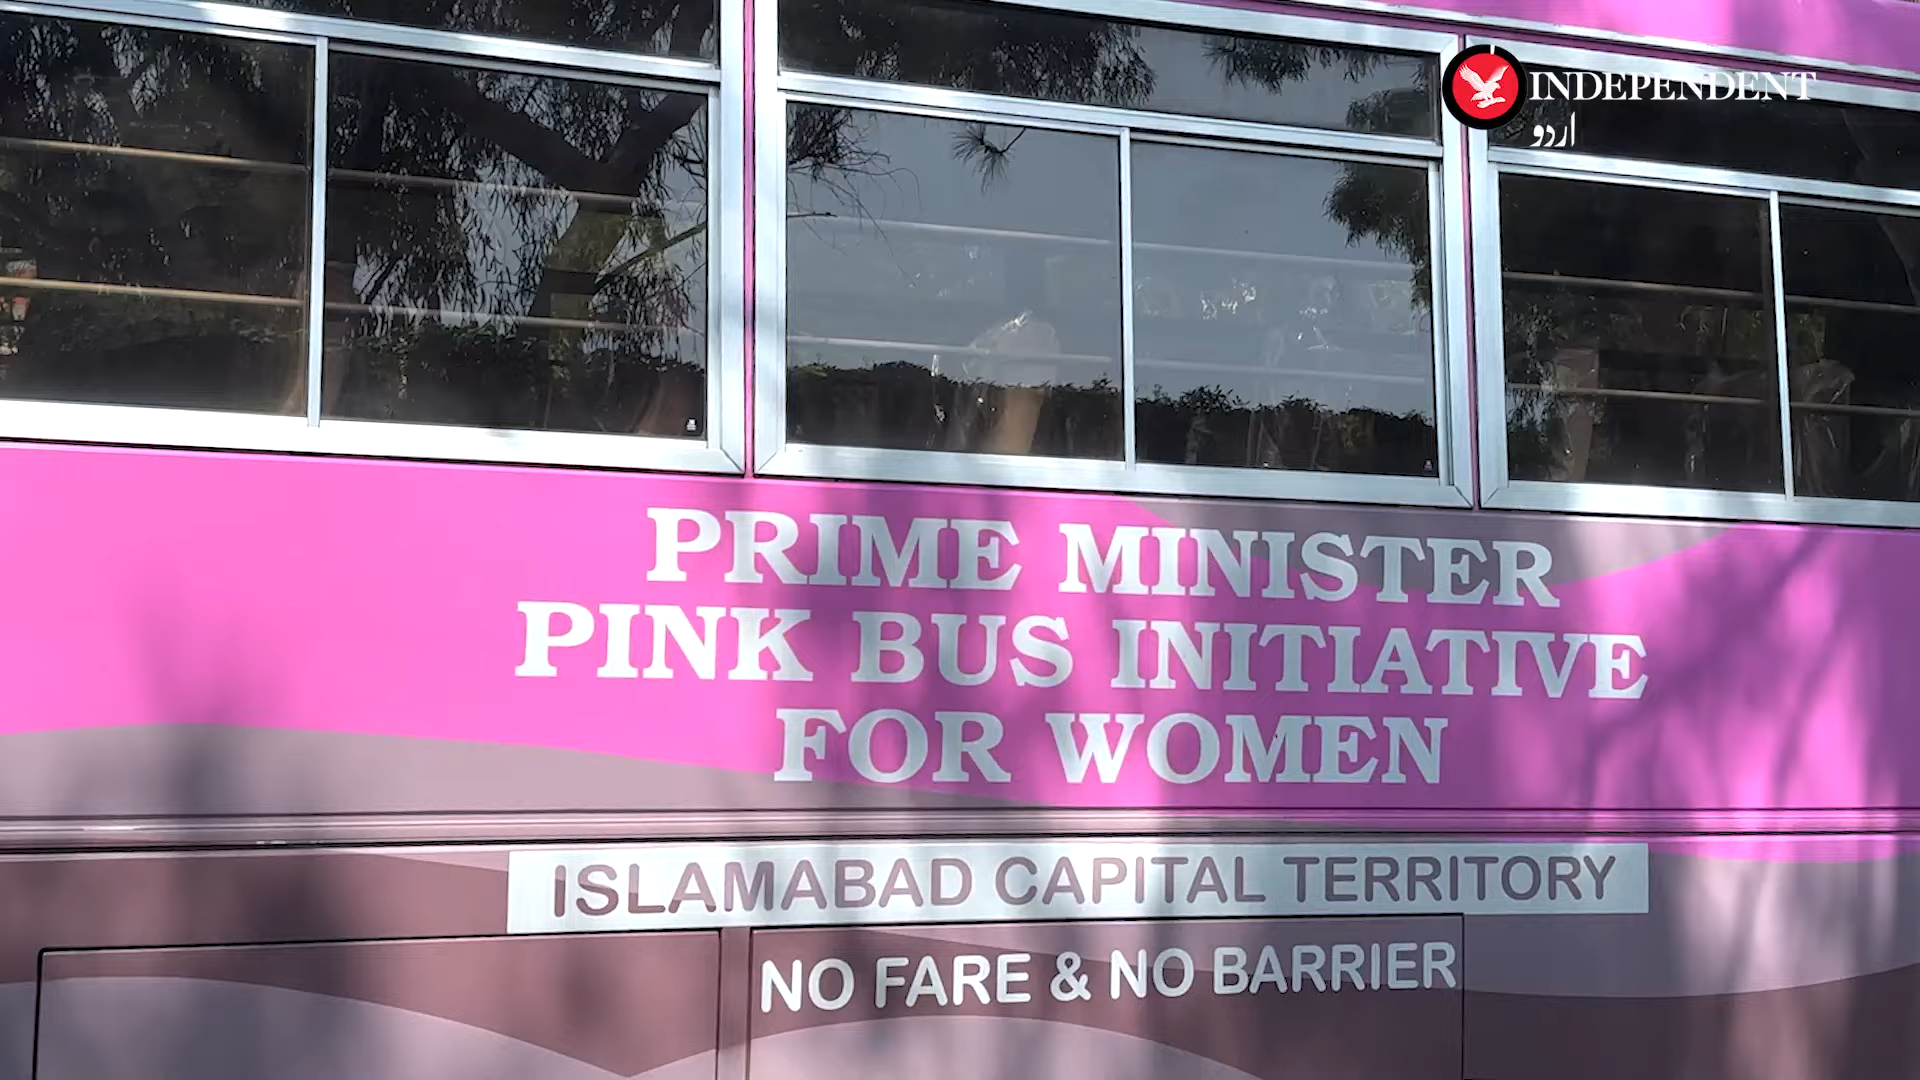 INDEPENDENT
اردو
PRIME MINISTER
PINK BUS INITIATIVE
FOR WOMEN
ISLAMABAD CAPITAL TERRITORY
NO FARE & NO BARRIER